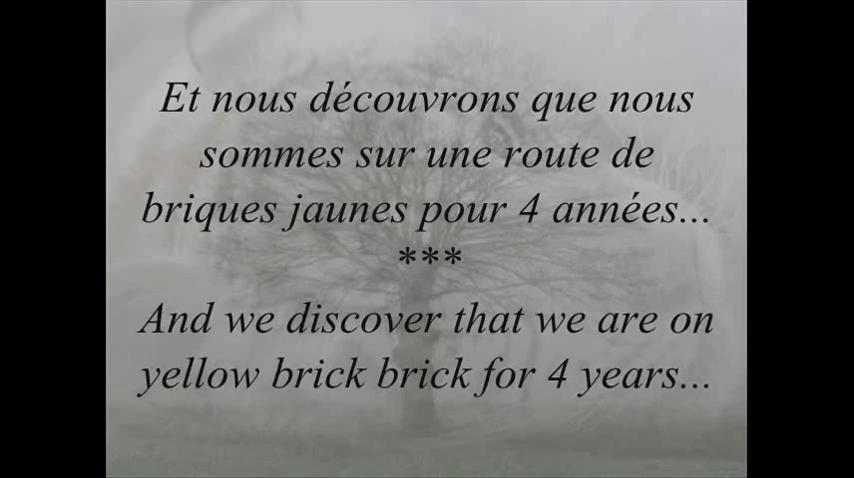 Et nous découvrons que nous
sommes sur une route de
briques jaunes pour 4 années...
***
And we discover that we are on
yellow brick brick for 4 years...